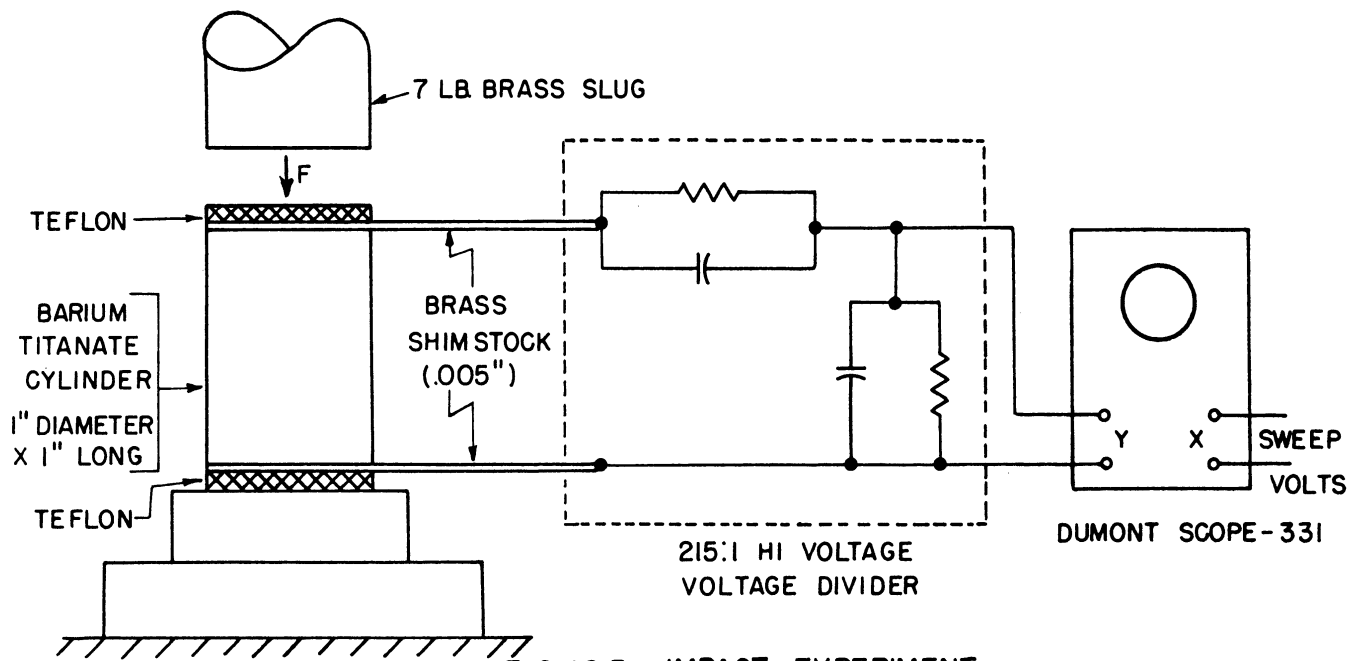 7 LB. BRASS SLUG
F
TEFLON
BARIUM
TITANATE
CYLINDER
1" DIAMETER
X 1" LONG
TEFLON
BRASS
SHIM STOCK
(.005")
215:1 HI VOLTAGE
VOLTAGE DIVIDER
Y
X
SWEEP
VOLTS
DUMONT SCOPE-331
IMPACT EXPERIMENT